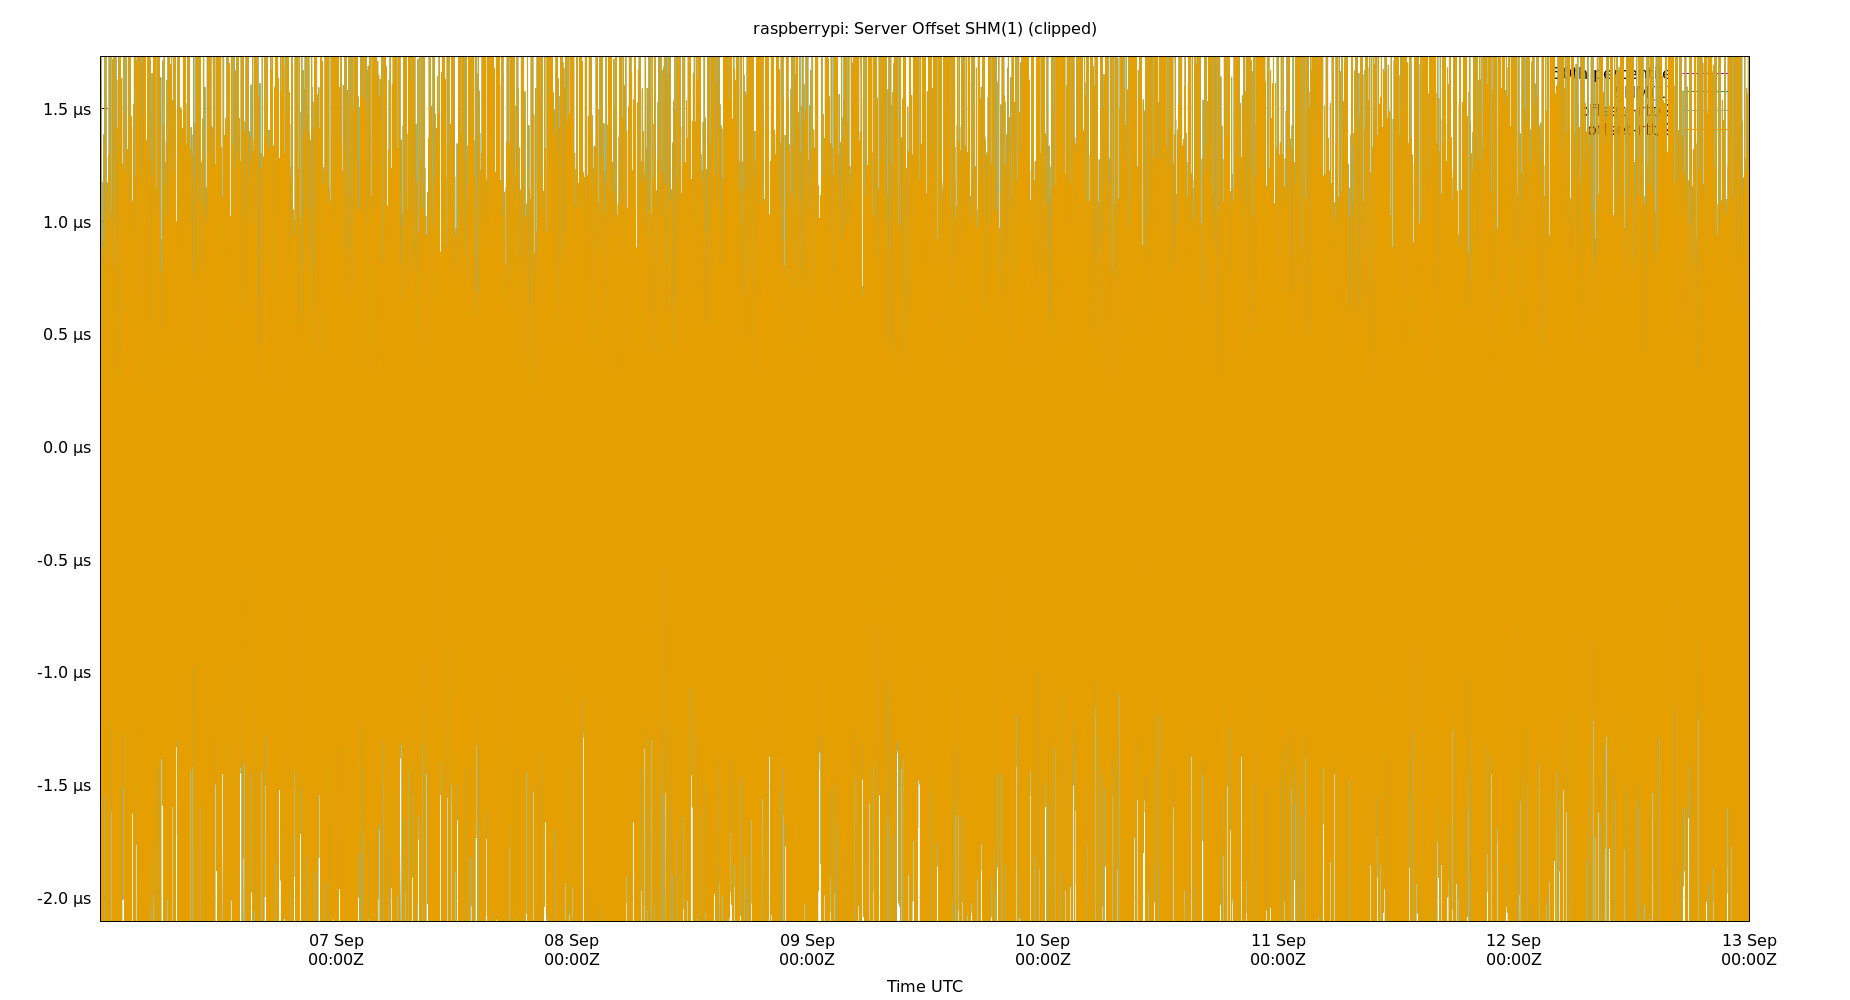 raspberrypi: Server Offset SHM(1) (clipped)
1.5 µs
1.0 µs
0.5 µs
0.0 µs
-0.5 µs
-1.0 µs
-1.5 µs
-2.0 µs
07 Sep
00:00Z
08 Sep
00:00Z
09 Sep
00:00Z
10 Sep
00:00Z
11 Sep
00:00Z
12 Sep
00:00Z
13 Sep
00:00Z
Time UTC